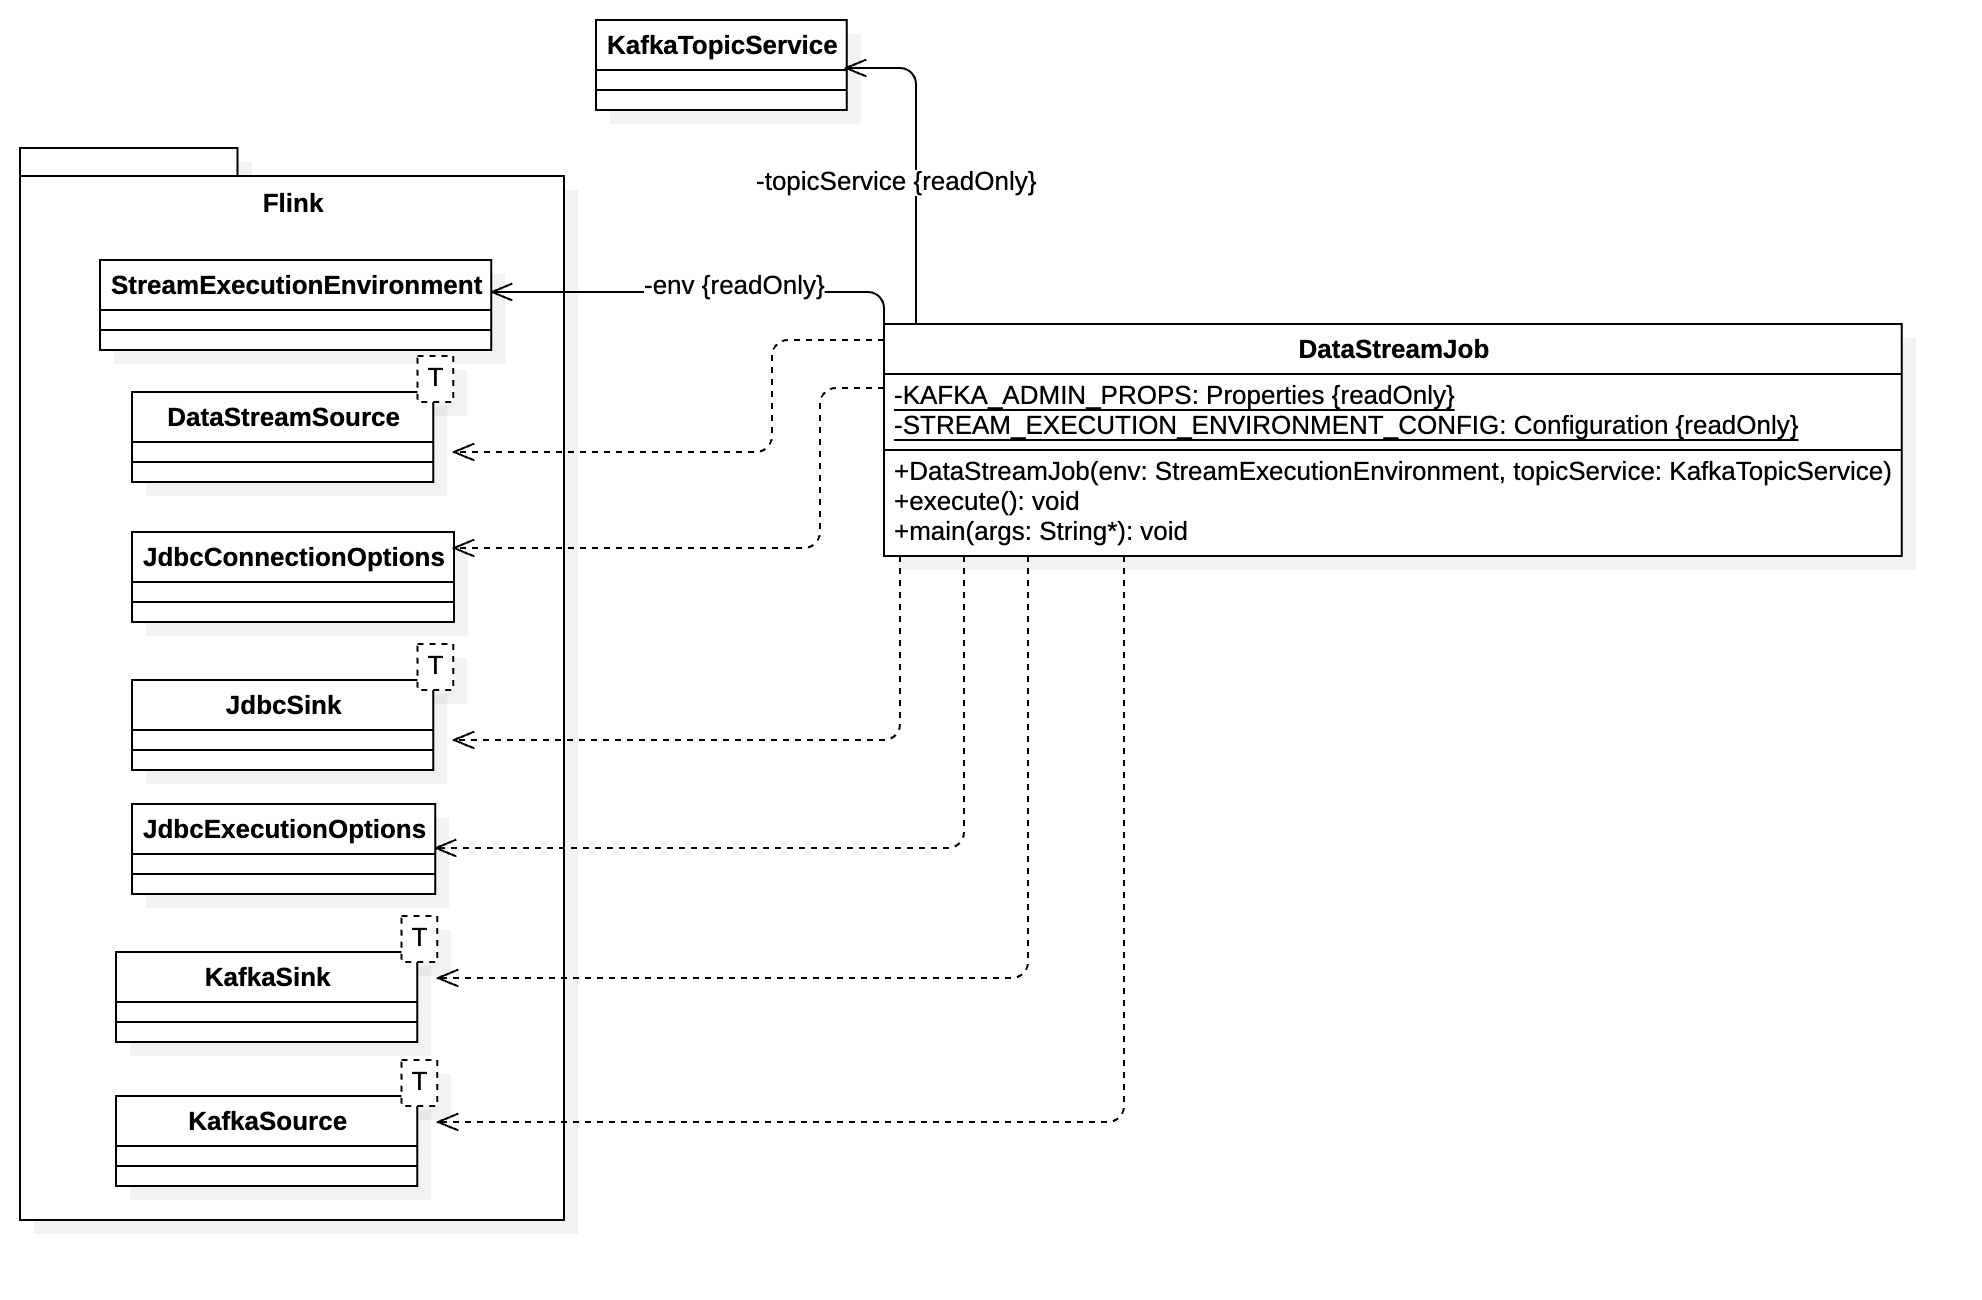 KafkaTopicService
-topicService {readOnly}
Flink
StreamExecutionEnvironment
-env {readOnly}
DataStreamJob
-KAFKA_ADMIN_PROPS: Properties {readOnly}
-STREAM_EXECUTION_ENVIRONMENT_CONFIG: Configuration {readOnly}
+DataStreamJob(env: StreamExecutionEnvironment, topicService: KafkaTopicService)
+execute(): void
+main(args: String*): void
T
DataStreamSource
JdbcConnectionOptions
T
JdbcSink
JdbcExecutionOptions
T
KafkaSink
T
KafkaSource